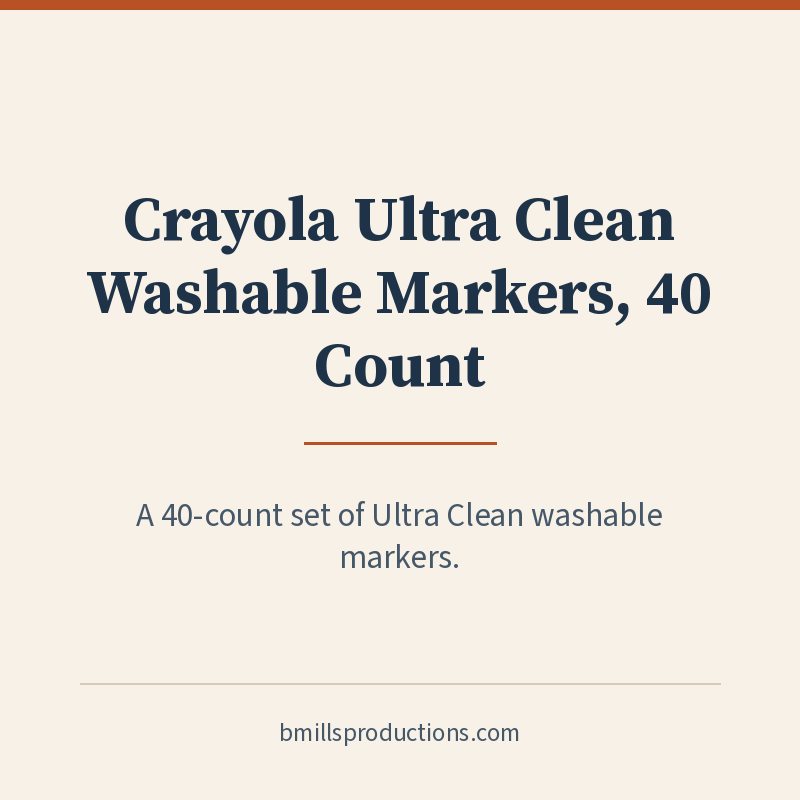 Crayola Ultra Clean
Washable Markers, 40
Count
A 40-count set of Ultra Clean washable
markers.
bmillsproductions.com